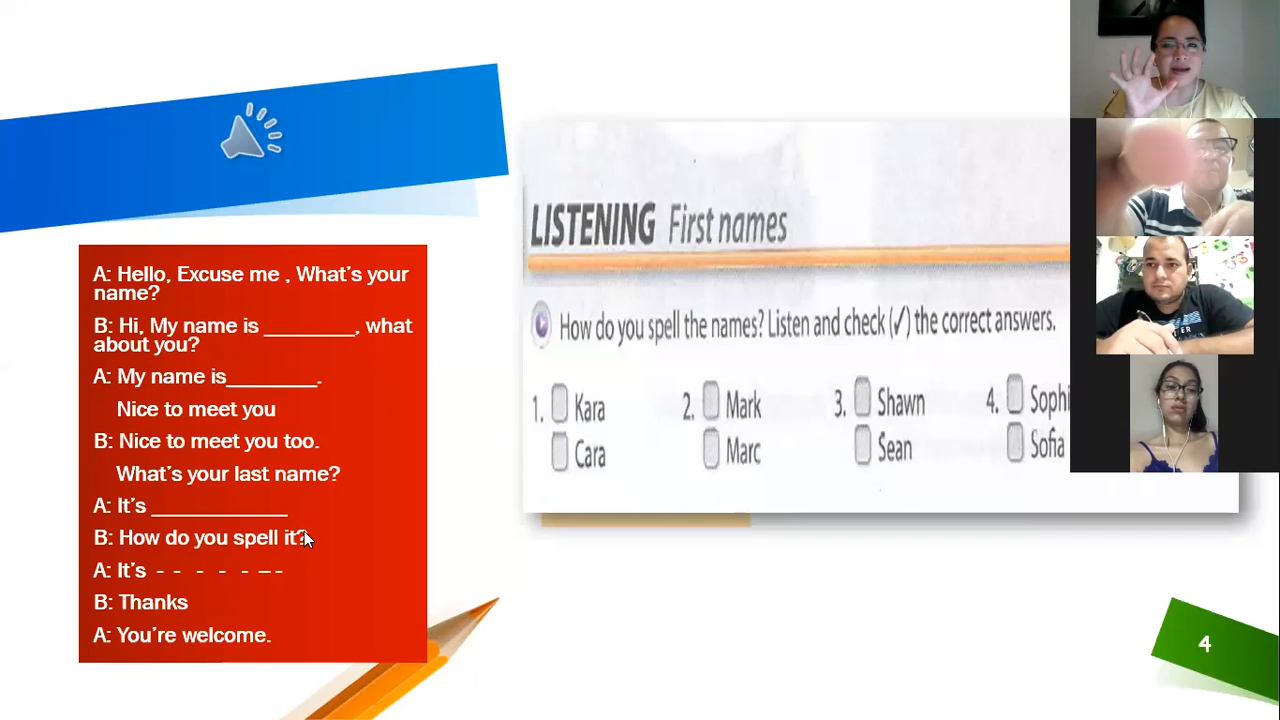 A: Hello, Excuse me , What's your
name?
B: Hi, My name is ________, what
about you?
A: My name is________.
Nice to meet you
B: Nice to meet you too.
What's your last name?
A: It's ____________
B: How do you spell it?
A: It's - - - - - – -
B: Thanks
A: You're welcome.
LISTENING First names
How do you spell the names? Listen and check (✓) the correct answers.
1. Kara
Cara
2. Mark
Marc
3. Shawn
Sean
4. Sophi
Sofia
4